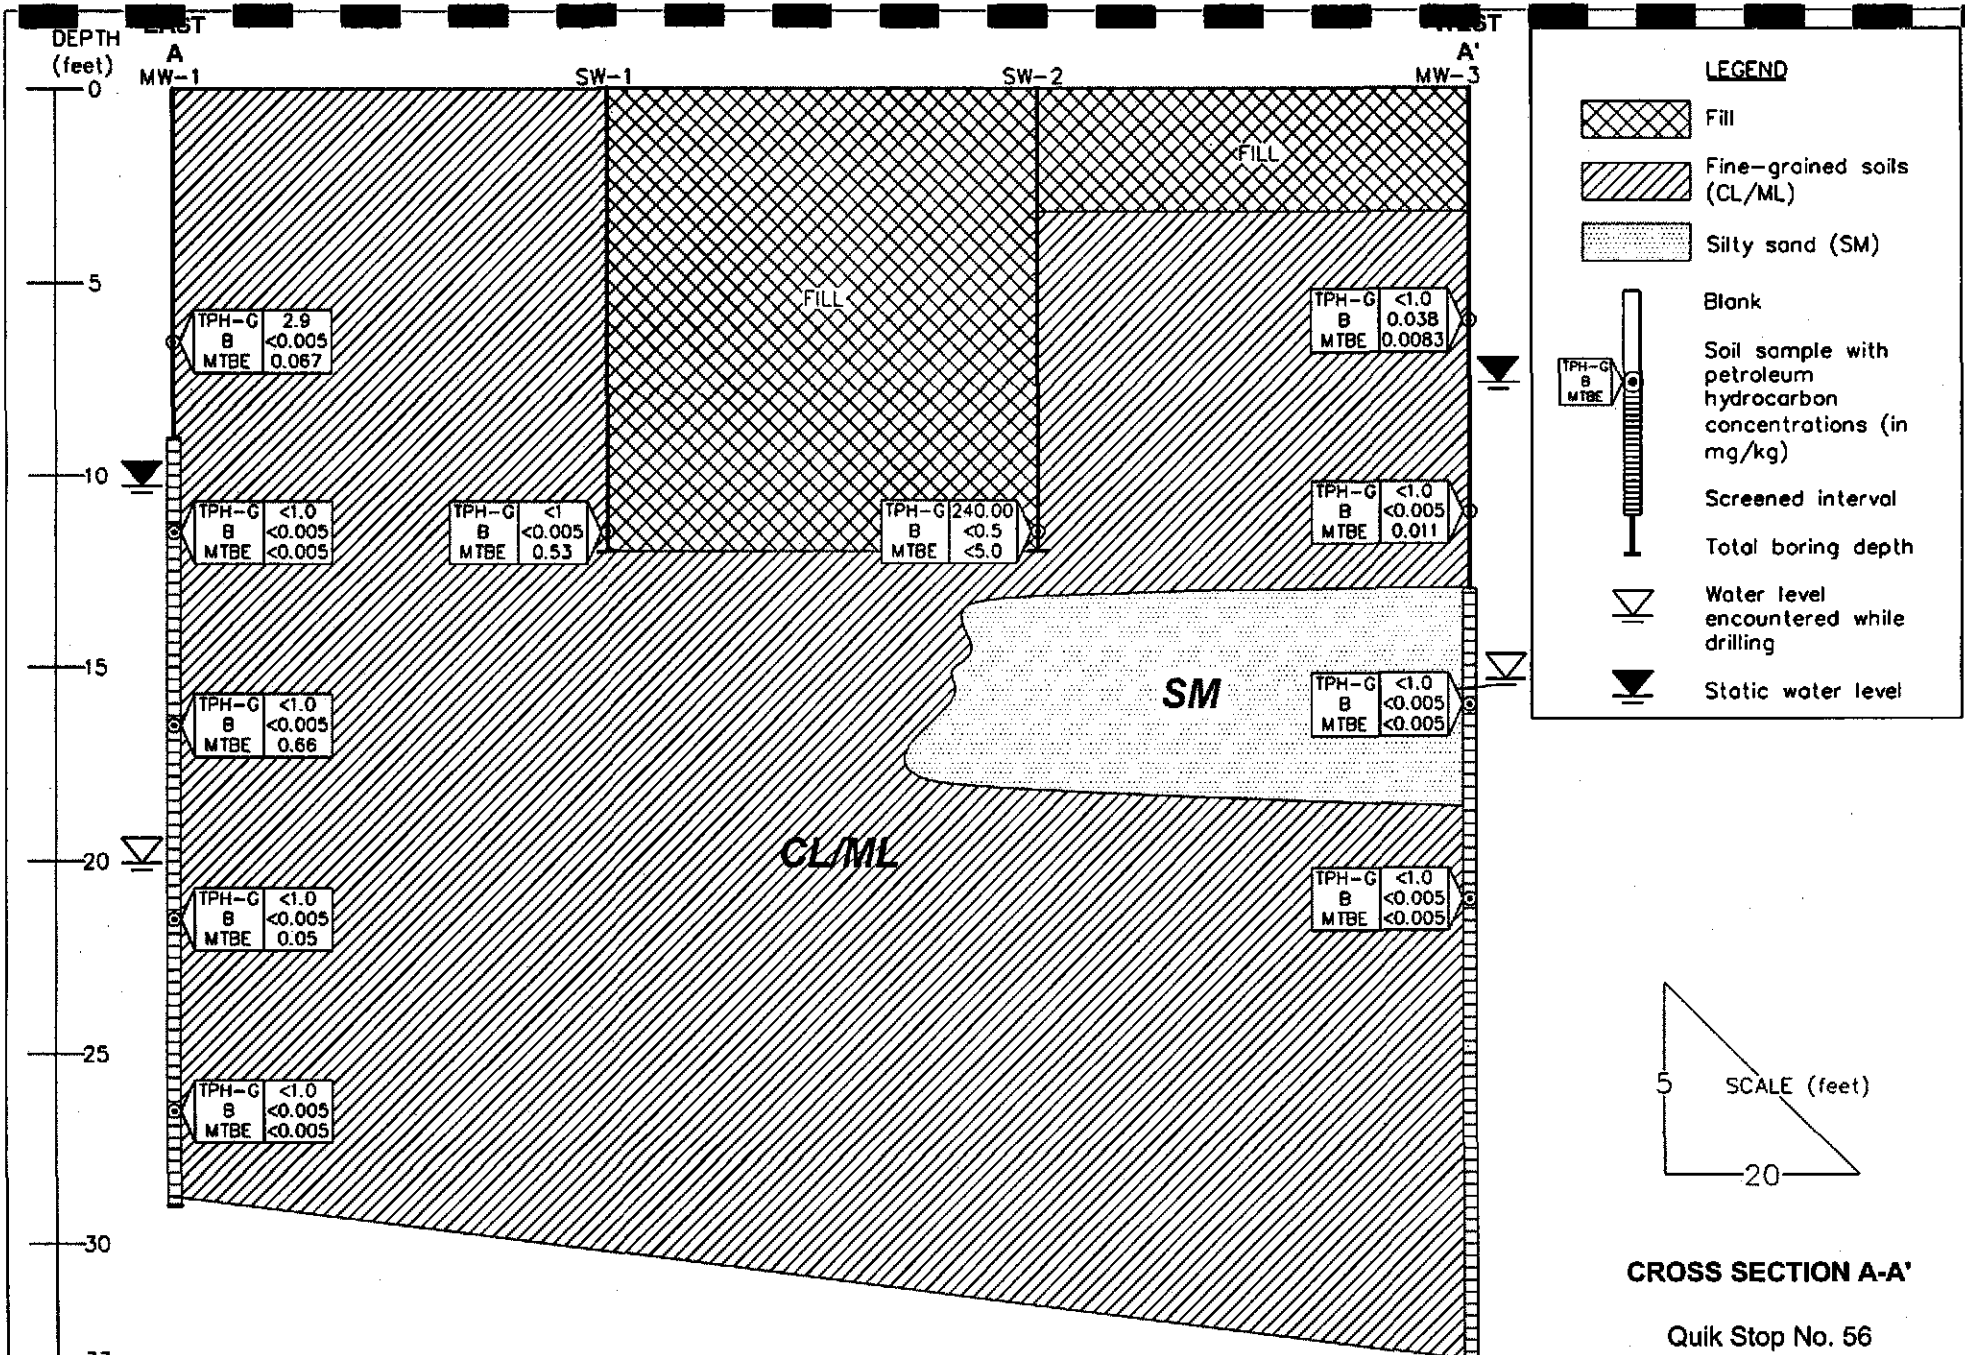 DEPTH
(feet)
EAST
A
MW-1
SW-1
SW-2
WEST
A'
MW-3
0
5
10
15
20
25
30
FILL
FILL
TPH-G 2.9
B <0.005
MTBE 0.067
TPH-G <1.0
B <0.005
MTBE <0.005
TPH-G <1.0
B <0.005
MTBE 0.66
TPH-G <1.0
B <0.005
MTBE 0.05
TPH-G <1.0
B <0.005
MTBE <0.005
TPH-G <1
B <0.005
MTBE 0.53
TPH-G 240.00
B <0.5
MTBE <5.0
TPH-G <1.0
B 0.038
MTBE 0.0083
TPH-G <1.0
B <0.005
MTBE 0.011
TPH-G <1.0
B <0.005
MTBE <0.005
TPH-G <1.0
B <0.005
MTBE <0.005
SM
CL/ML
LEGEND
Fill
Fine-grained soils
(CL/ML)
Silty sand (SM)
Blank
TPH-G
B
MTBE
Soil sample with
petroleum
hydrocarbon
concentrations (in
mg/kg)
Screened interval
Total boring depth
Water level
encountered while
drilling
Static water level
5
SCALE (feet)
20
CROSS SECTION A-A'
Quik Stop No. 56